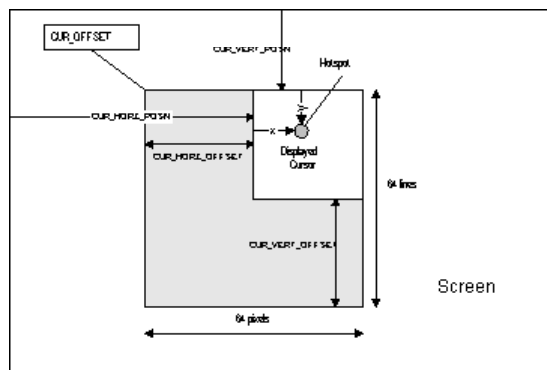 CUR_OFFSET
CUR_VERT_POSN
Hotspot
CUR_HORZ_POSN
Y
X
Displayed
Cursor
CUR_HORZ_OFFSET
64 lines
CUR_VERT_OFFSET
Screen
64 pixels